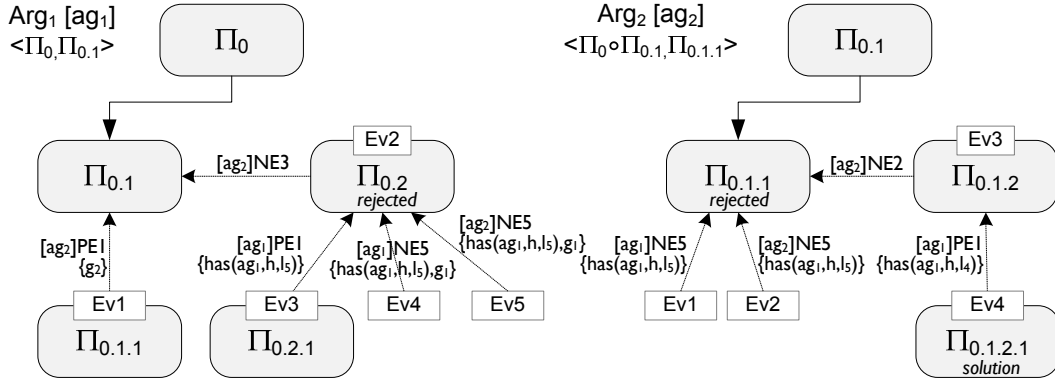 Arg₁ [ag₁]
<Π₀,Π₀.₁>
Π₀
Π₀.₁
[ag₂]NE3
Ev2
Π₀.₂
rejected
[ag₂]PE1
{g₂}
[ag₁]PE1
{has(ag₁,h,l₅)}
[ag₁]NE5
{has(ag₁,h,l₅),g₁}
[ag₂]NE5
{has(ag₁,h,l₅),g₁}
Ev1
Π₀.₁.₁
Ev3
Π₀.₂.₁
Ev4
Ev5
Arg₂ [ag₂]
<Π₀∘Π₀.₁,Π₀.₁.₁>
Π₀.₁
Π₀.₁.₁
rejected
[ag₂]NE2
Ev3
Π₀.₁.₂
[ag₁]NE5
{has(ag₁,h,l₅)}
[ag₂]NE5
{has(ag₁,h,l₅)}
[ag₁]PE1
{has(ag₁,h,l₄)}
Ev1
Ev2
Ev4
Π₀.₁.₂.₁
solution